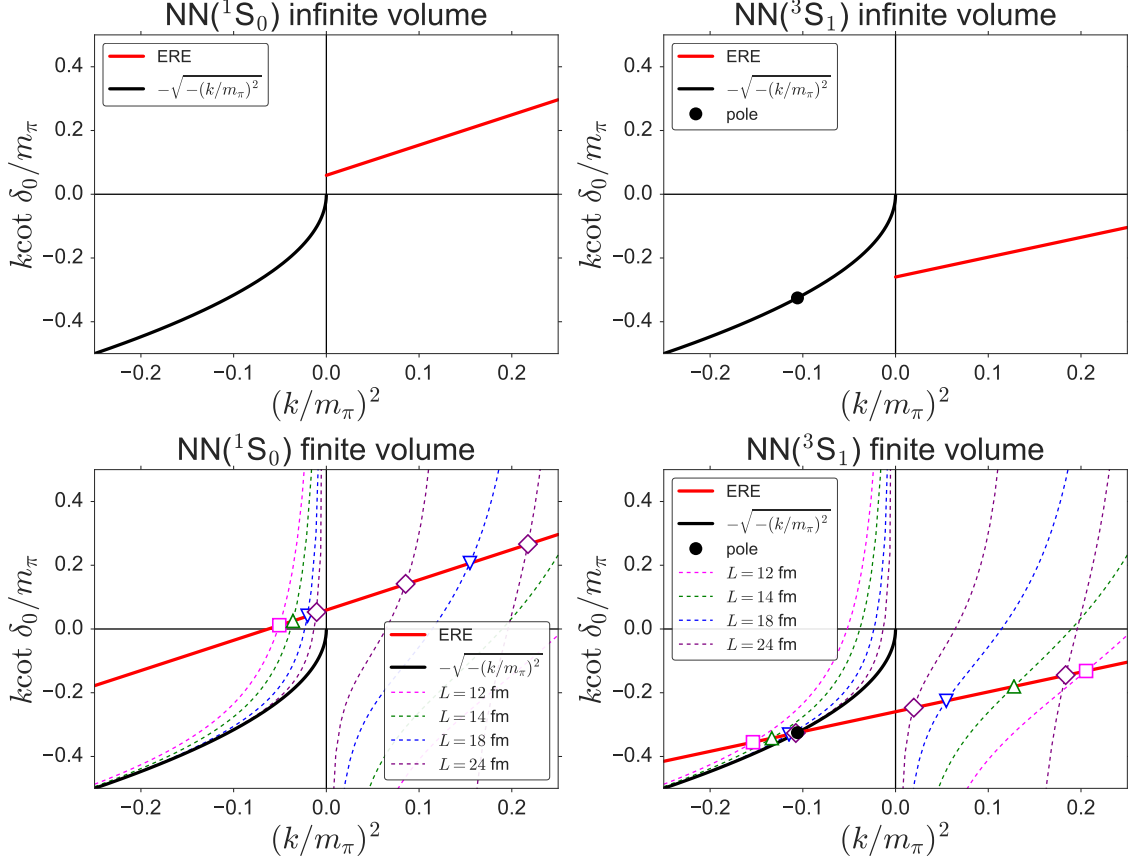 NN(¹S₀) infinite volume
ERE
−√−(k/mπ)²
kcot δ₀/mπ
0.4
0.2
0.0
−0.2
−0.4
−0.2 −0.1 0.0 0.1 0.2
(k/mπ)²
NN(³S₁) infinite volume
ERE
−√−(k/mπ)²
pole
kcot δ₀/mπ
0.4
0.2
0.0
−0.2
−0.4
−0.2 −0.1 0.0 0.1 0.2
(k/mπ)²
NN(¹S₀) finite volume
kcot δ₀/mπ
0.4
0.2
0.0
−0.2
−0.4
ERE
−√−(k/mπ)²
L = 12 fm
L = 14 fm
L = 18 fm
L = 24 fm
−0.2 −0.1 0.0 0.1 0.2
(k/mπ)²
NN(³S₁) finite volume
ERE
−√−(k/mπ)²
pole
L = 12 fm
L = 14 fm
L = 18 fm
L = 24 fm
kcot δ₀/mπ
0.4
0.2
0.0
−0.2
−0.4
−0.2 −0.1 0.0 0.1 0.2
(k/mπ)²